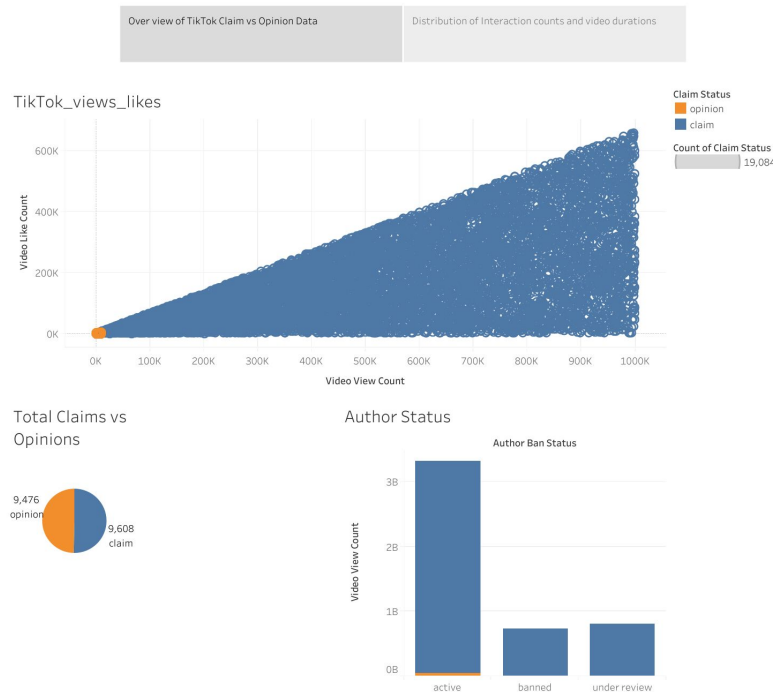 Over view of TikTok Claim vs Opinion Data
Distribution of Interaction counts and video durations
TikTok_views_likes
Claim Status
opinion
claim
Count of Claim Status
19,084
Video Like Count
600K
400K
200K
0K
0K 100K 200K 300K 400K 500K 600K 700K 800K 900K 1000K
Video View Count
Total Claims vs
Opinions
9,476
opinion
9,608
claim
Author Status
Author Ban Status
Video View Count
3B
2B
1B
0B
active banned under review